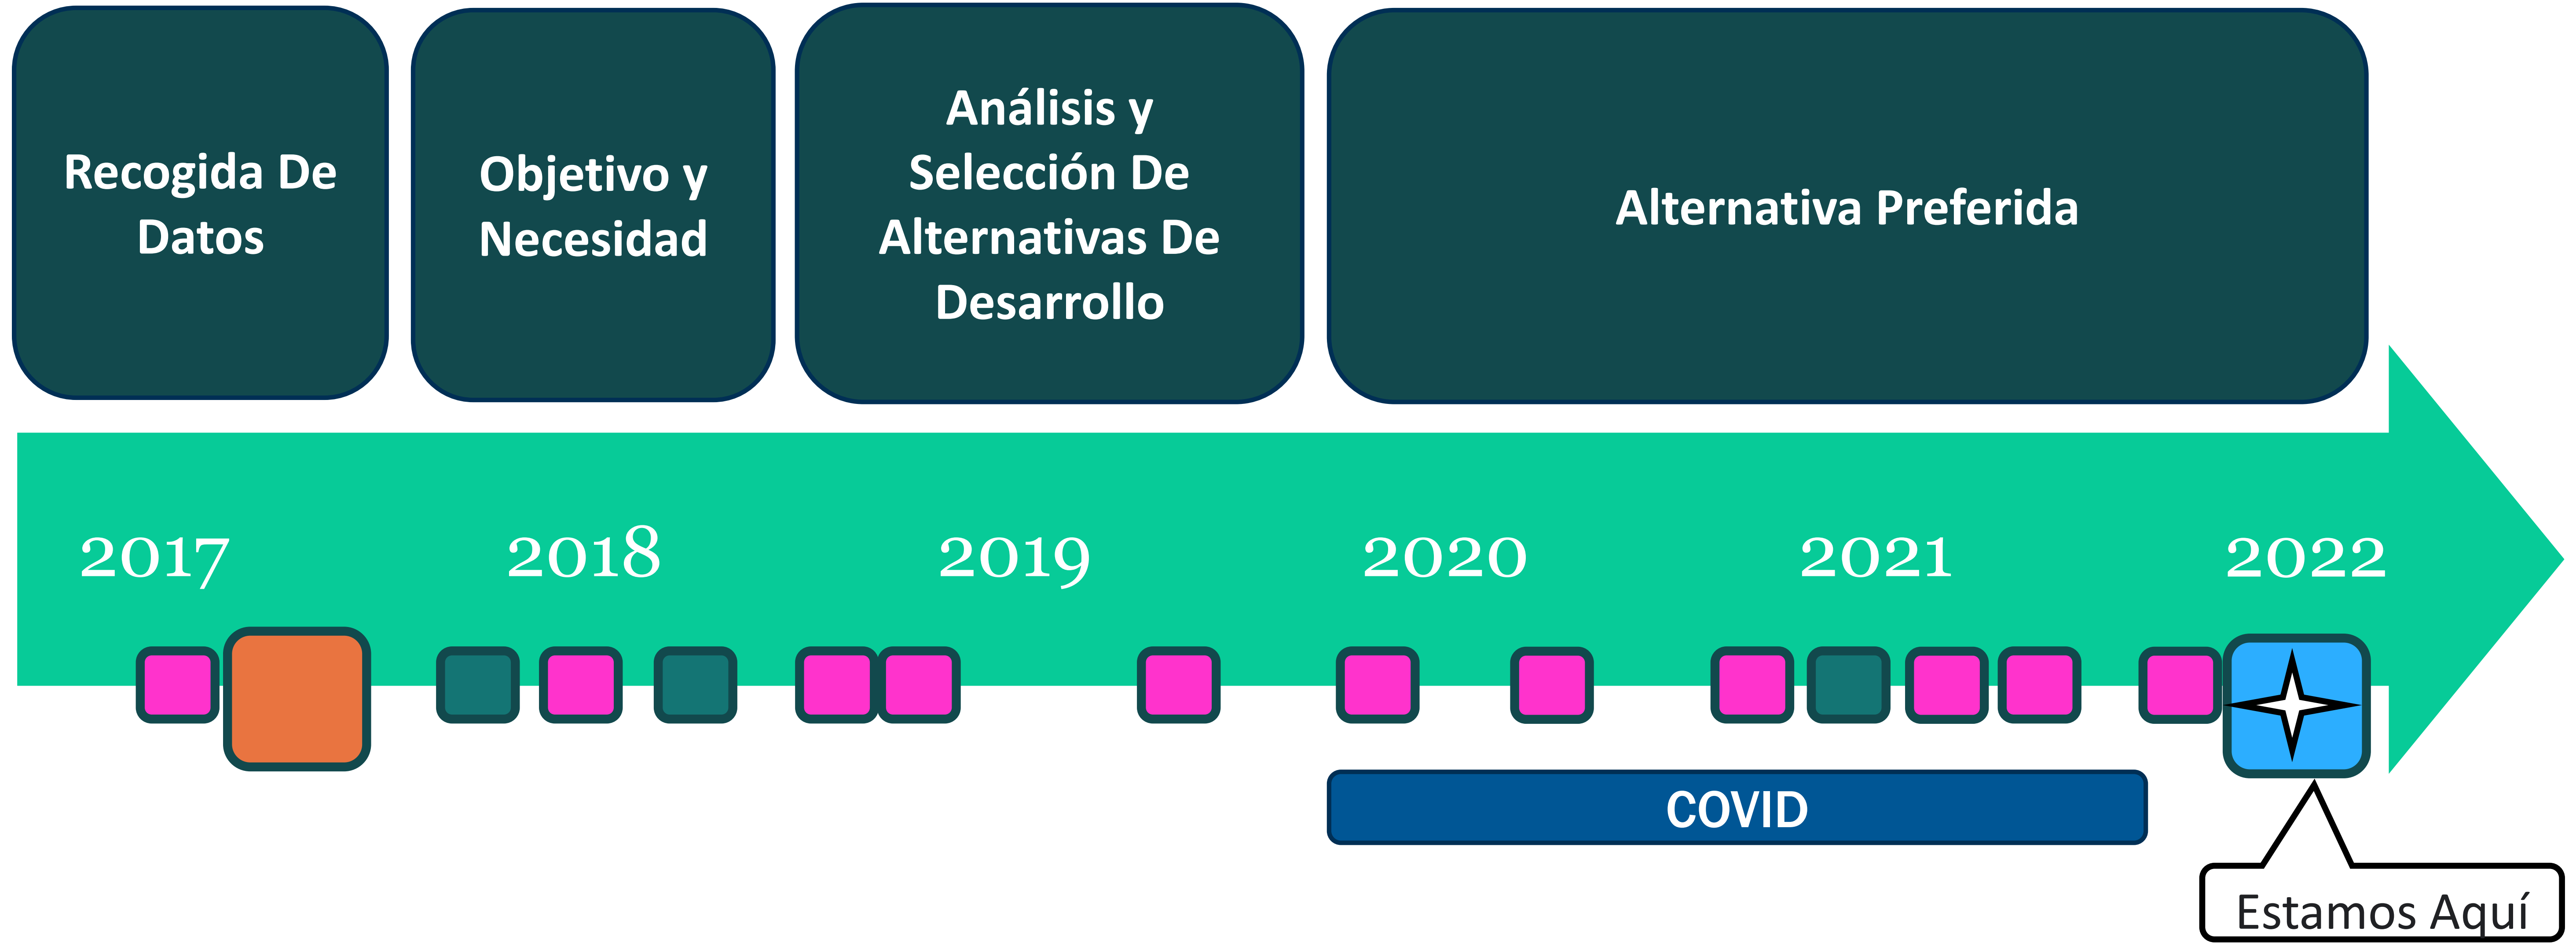 Recogida De
Datos
Objetivo y
Necesidad
Análisis y
Selección De
Alternativas De
Desarrollo
Alternativa Preferida
2017
2018
2019
2020
2021
2022
COVID
Estamos Aquí